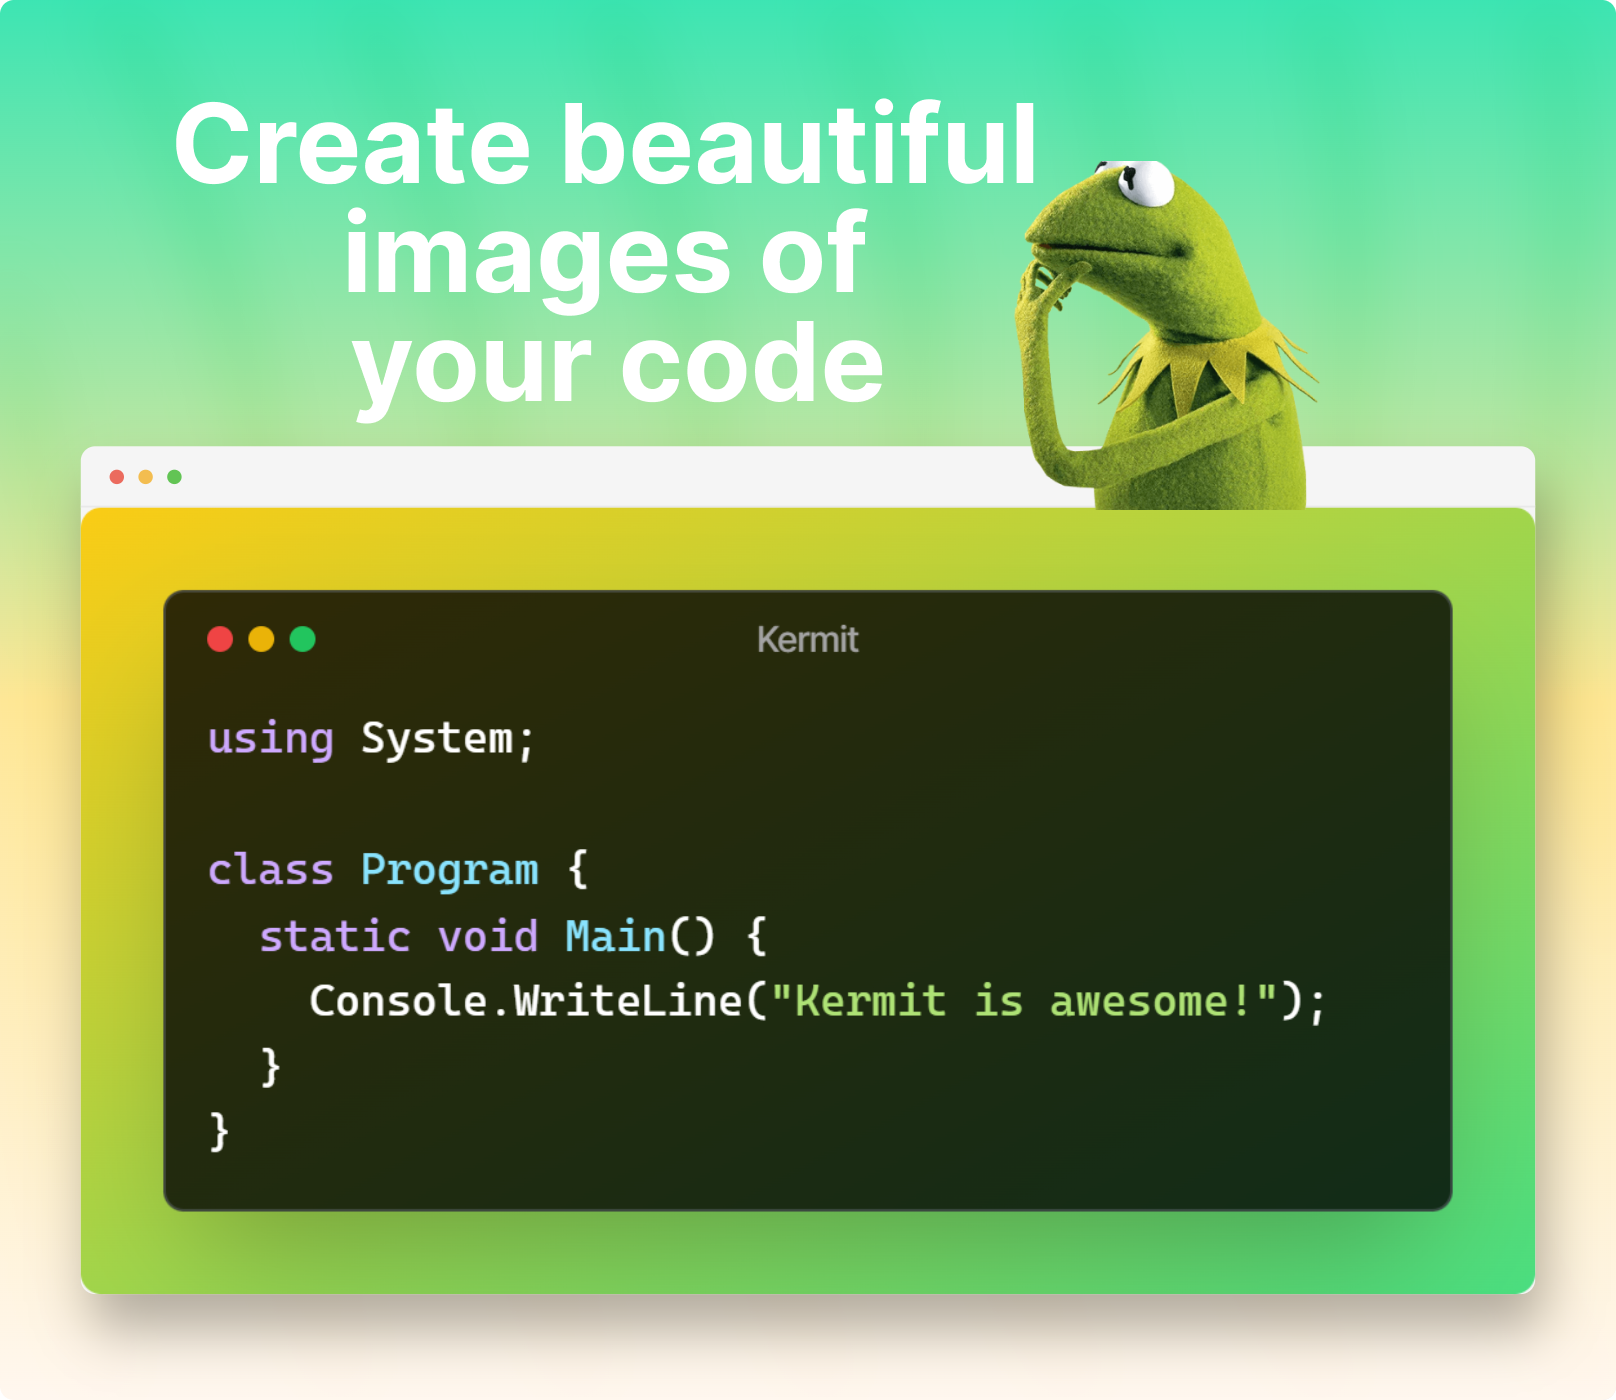 Create beautiful
images of
your code
Kermit
using System;
class Program {
  static void Main() {
    Console.WriteLine("Kermit is awesome!");
  }
}